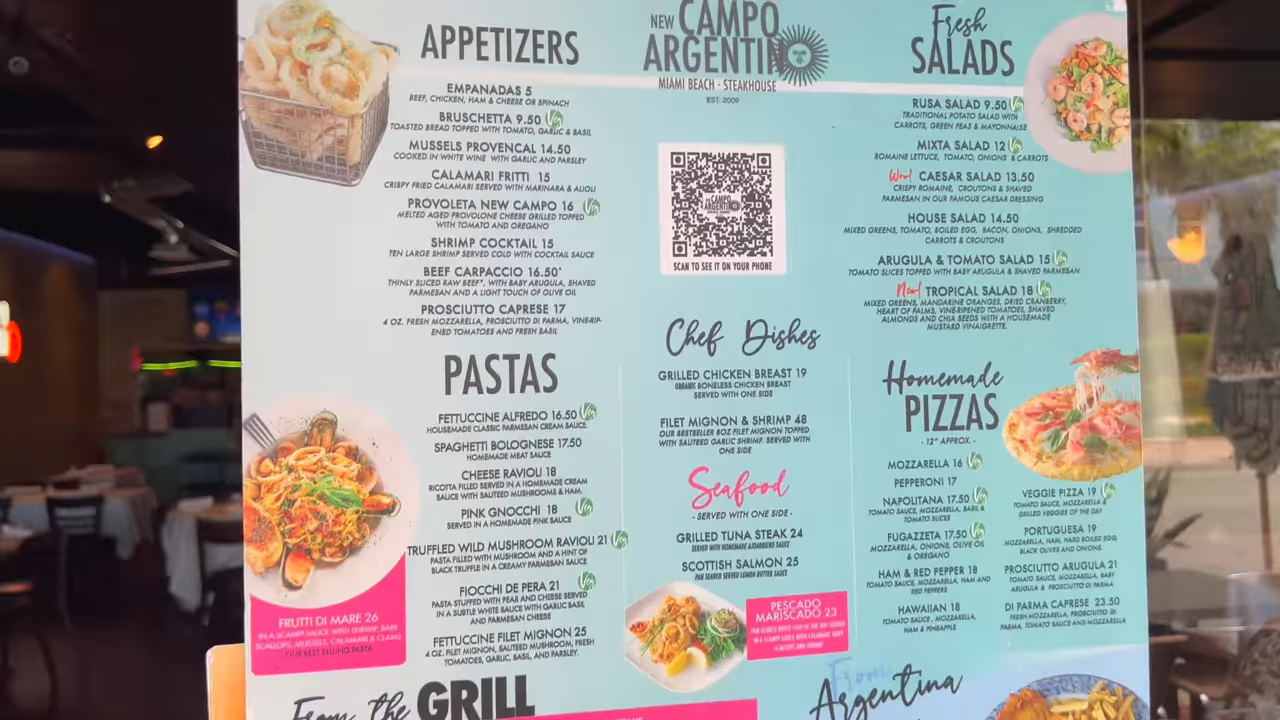 APPETIZERS
EMPANADAS 5
BEEF, CHICKEN, HAM & CHEESE OR SPINACH
BRUSCHETTA 9.50 Veg
TOASTED BREAD TOPPED WITH TOMATO, GARLIC & BASIL
MUSSELS PROVENCAL 14.50
COOKED IN WHITE WINE WITH GARLIC AND PARSLEY
CALAMARI FRITTI 15
CRISPY FRIED CALAMARI SERVED WITH MARINARA & ALIOLI
PROVOLETA NEW CAMPO 16 Veg
MELTED AGED PROVOLONE CHEESE GRILLED TOPPED
WITH TOMATO AND OREGANO
SHRIMP COCKTAIL 15
TEN LARGE SHRIMP SERVED COLD WITH COCKTAIL SAUCE
BEEF CARPACCIO 16.50*
THINLY SLICED RAW BEEF*, WITH BABY ARUGULA, SHAVED
PARMESAN AND A LIGHT TOUCH OF OLIVE OIL
PROSCIUTTO CAPRESE 17
4 OZ. FRESH MOZZARELLA, PROSCIUTTO DI PARMA, VINE-RIP-
ENED TOMATOES AND FRESH BASIL
PASTAS
FETTUCCINE ALFREDO 16.50 Veg
HOUSEMADE CLASSIC PARMESAN CREAM SAUCE.
SPAGHETTI BOLOGNESE 17.50
HOMEMADE MEAT SAUCE
CHEESE RAVIOLI 18
RICOTTA FILLED SERVED IN A HOMEMADE CREAM
SAUCE WITH SAUTEED MUSHROOMS & HAM.
PINK GNOCCHI 18 Veg
SERVED IN A HOMEMADE PINK SAUCE
TRUFFLED WILD MUSHROOM RAVIOLI 21 Veg
PASTA FILLED WITH MUSHROOM AND A HINT OF
BLACK TRUFFLE IN A CREAMY PARMESAN SAUCE
FIOCCHI DE PERA 21 Veg
PASTA STUFFED WITH PEAR AND CHEESE SERVED
IN A SUBTLE WHITE SAUCE WITH GARLIC BASIL
AND PARMESAN CHEESE
FETTUCCINE FILET MIGNON 25
4 OZ. FILET MIGNON, SAUTEED MUSHROOM, FRESH
TOMATOES, GARLIC, BASIL, AND PARSLEY.
FRUTTI DI MARE 26
IN A SCAMPI SAUCE WITH SHRIMP, BABY
SCALLOPS, MUSSELS, CALAMARI & CLAMS
OUR BEST SELLING PASTA
From the GRILL
NEW CAMPO
ARGENTINO
MIAMI BEACH - STEAKHOUSE
EST. 2009
CAMPO
ARGENTINO
SCAN TO SEE IT ON YOUR PHONE
Chef Dishes
GRILLED CHICKEN BREAST 19
ORGANIC BONELESS CHICKEN BREAST
SERVED WITH ONE SIDE
FILET MIGNON & SHRIMP 48
OUR BESTSELLER 8OZ FILET MIGNON TOPPED
WITH SAUTEED GARLIC SHRIMP. SERVED WITH
ONE SIDE
Seafood
- SERVED WITH ONE SIDE -
GRILLED TUNA STEAK 24
SERVED WITH HOMEMADE
SAUCE
SCOTTISH SALMON 25
PAN SEARED SERVED LEMON BUTTER SAUCE
PESCADO
MARISCADO 23
Fresh
SALADS
RUSA SALAD 9.50 Veg
TRADITIONAL POTATO SALAD WITH
CARROTS, GREEN PEAS & MAYONNAISE
MIXTA SALAD 12 Veg
ROMAINE LETTUCE, TOMATO, ONIONS & CARROTS
Wow! CAESAR SALAD 13.50
CRISPY ROMAINE, CROUTONS & SHAVED
PARMESAN IN OUR FAMOUS CAESAR DRESSING
HOUSE SALAD 14.50
MIXED GREENS, TOMATO, BOILED EGG, BACON, ONIONS, SHREDDED
CARROTS & CROUTONS
ARUGULA & TOMATO SALAD 15 Veg
TOMATO SLICES TOPPED WITH BABY ARUGULA & SHAVED PARMESAN
New! TROPICAL SALAD 18 Veg
MIXED GREENS, MANDARINE ORANGES, DRIED CRANBERRY,
HEART OF PALMS, VINE-RIPENED TOMATOES, SHAVED
ALMONDS AND CHIA SEEDS WITH A HOUSEMADE
MUSTARD VINAIGRETTE.
Homemade
PIZZAS
- 12" APPROX. -
MOZZARELLA 16 Veg
PEPPERONI 17
NAPOLITANA 17.50 Veg
TOMATO SAUCE, MOZZARELLA, BASIL &
TOMATO SLICES
FUGAZZETA 17.50 Veg
MOZZARELLA, ONIONS, OLIVE OIL
& OREGANO
HAM & RED PEPPER 18
TOMATO SAUCE, MOZZARELLA, HAM AND
RED PEPPERS
HAWAIIAN 18
TOMATO SAUCE, MOZZARELLA,
HAM & PINEAPPLE
VEGGIE PIZZA 19 Veg
TOMATO SAUCE, MOZZARELLA &
GRILLED VEGGIES OF THE DAY
PORTUGUESA 19
MOZZARELLA, HAM, HARD BOILED EGG,
BLACK OLIVES AND ONIONS.
PROSCIUTTO ARUGULA 21
TOMATO SAUCE, MOZZARELLA, BABY
ARUGULA & PROSCIUTTO DI PARMA
DI PARMA CAPRESE 23.50
FRESH MOZZARELLA, PROSCIUTTO DI
PARMA, TOMATO SAUCE AND MOZZARELLA
From
Argentina